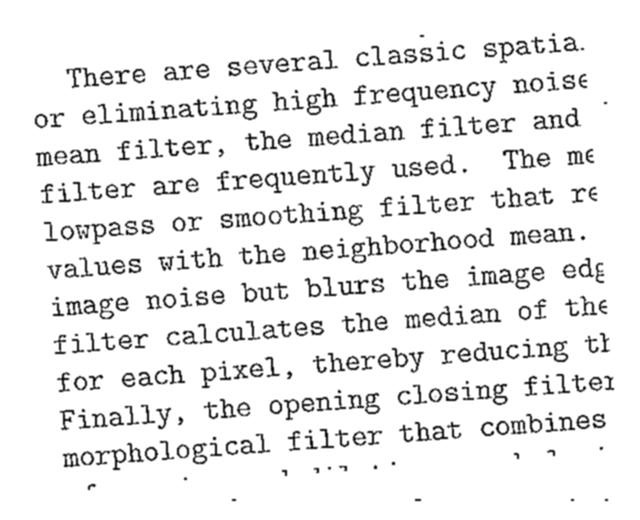 There are several classic spatia
or eliminating high frequency noise
mean filter, the median filter and
filter are frequently used. The me
lowpass or smoothing filter that re
values with the neighborhood mean.
image noise but blurs the image edg
filter calculates the median of the
for each pixel, thereby reducing th
Finally, the opening closing filter
morphological filter that combines